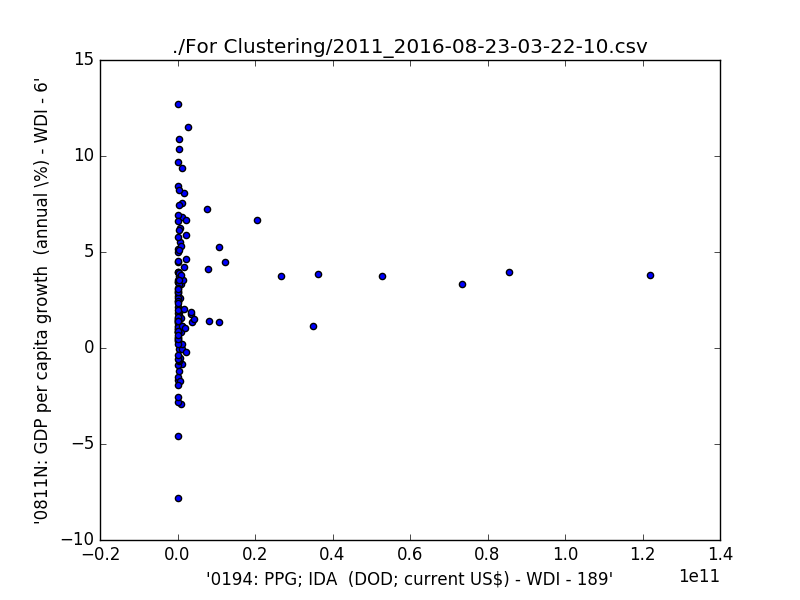 ./For Clustering/2011_2016-08-23-03-22-10.csv
'0811N: GDP per capita growth  (annual \%) - WDI - 6'
15
10
5
0
−5
−10
−0.2 0.0 0.2 0.4 0.6 0.8 1.0 1.2 1.4
1e11
'0194: PPG; IDA  (DOD; current US$) - WDI - 189'